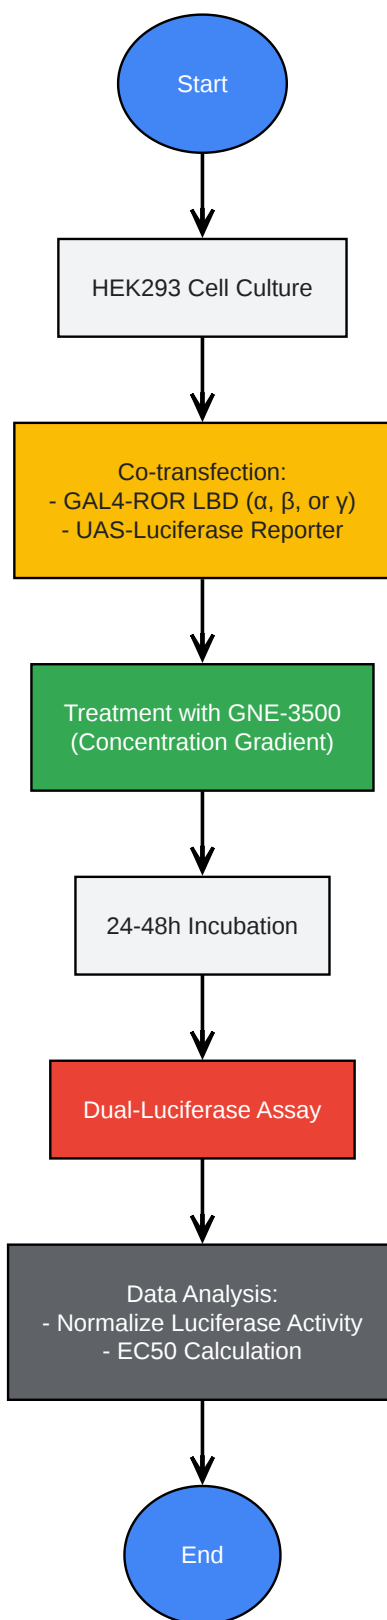 Start
HEK293 Cell Culture
Co-transfection:
- GAL4-ROR LBD (α, β, or γ)
- UAS-Luciferase Reporter
Treatment with GNE-3500
(Concentration Gradient)
24-48h Incubation
Dual-Luciferase Assay
Data Analysis:
- Normalize Luciferase Activity
- EC50 Calculation
End